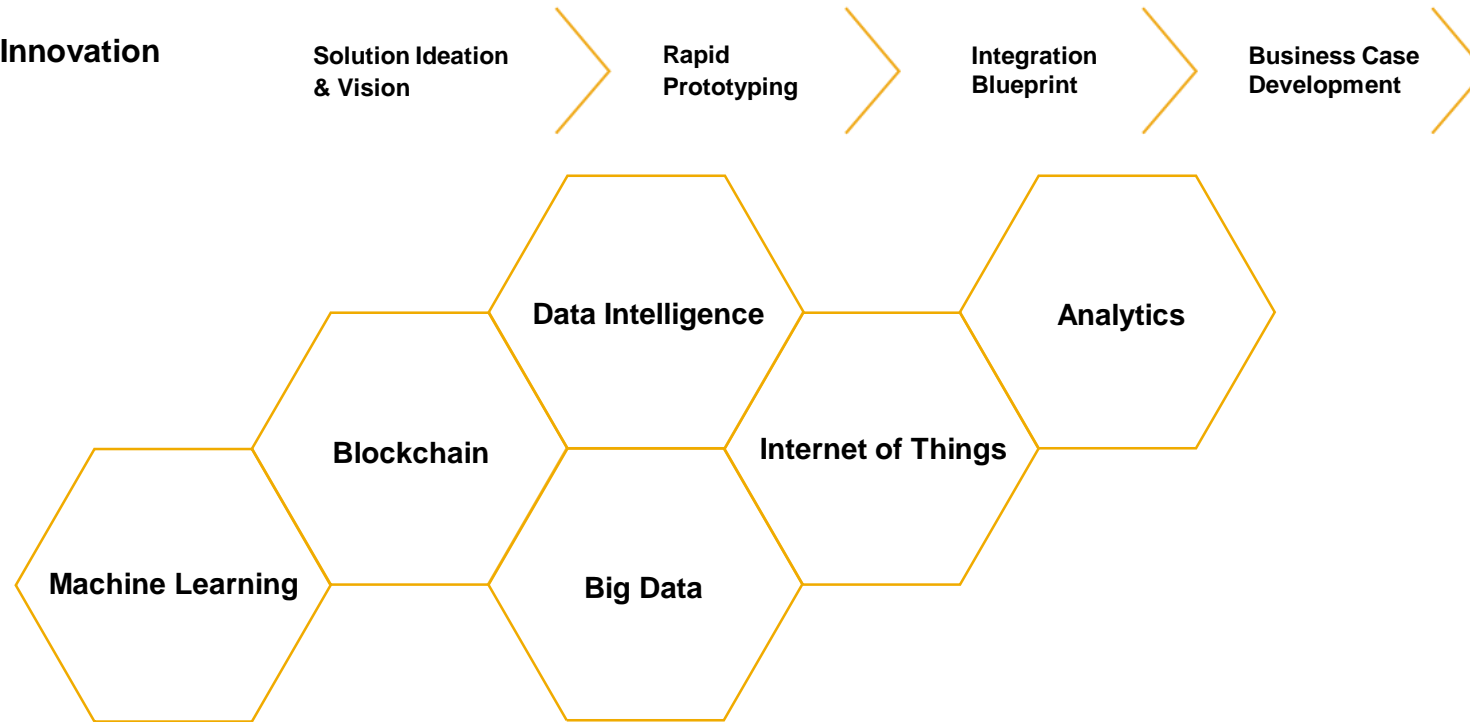 Innovation
Solution Ideation
& Vision
Rapid
Prototyping
Integration
Blueprint
Business Case
Development
Data Intelligence
Analytics
Blockchain
Internet of Things
Machine Learning
Big Data